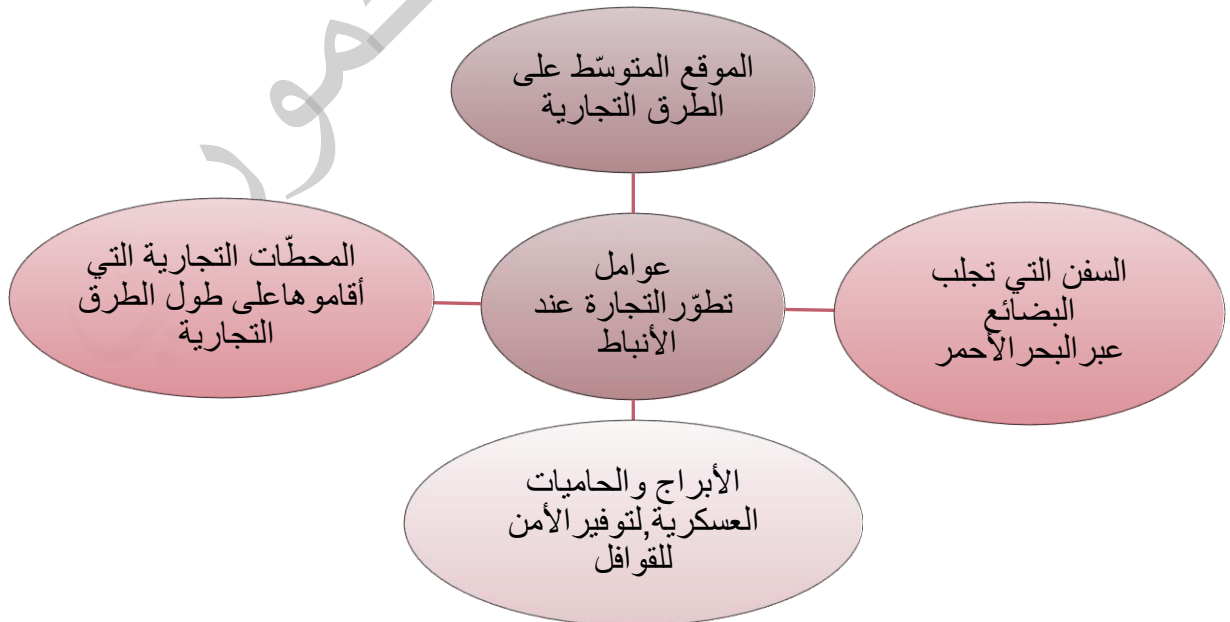 الموقع المتوسّط على
الطرق التجارية
السفن التي تجلب
البضائع
عبرالبحرالأحمر
عوامل
تطوّرالتجارة عند
الأنباط
المحطّات التجارية التي
أقاموهاعلى طول الطرق
التجارية
الأبراج والحاميات
العسكرية,لتوفيرالأمن
للقوافل